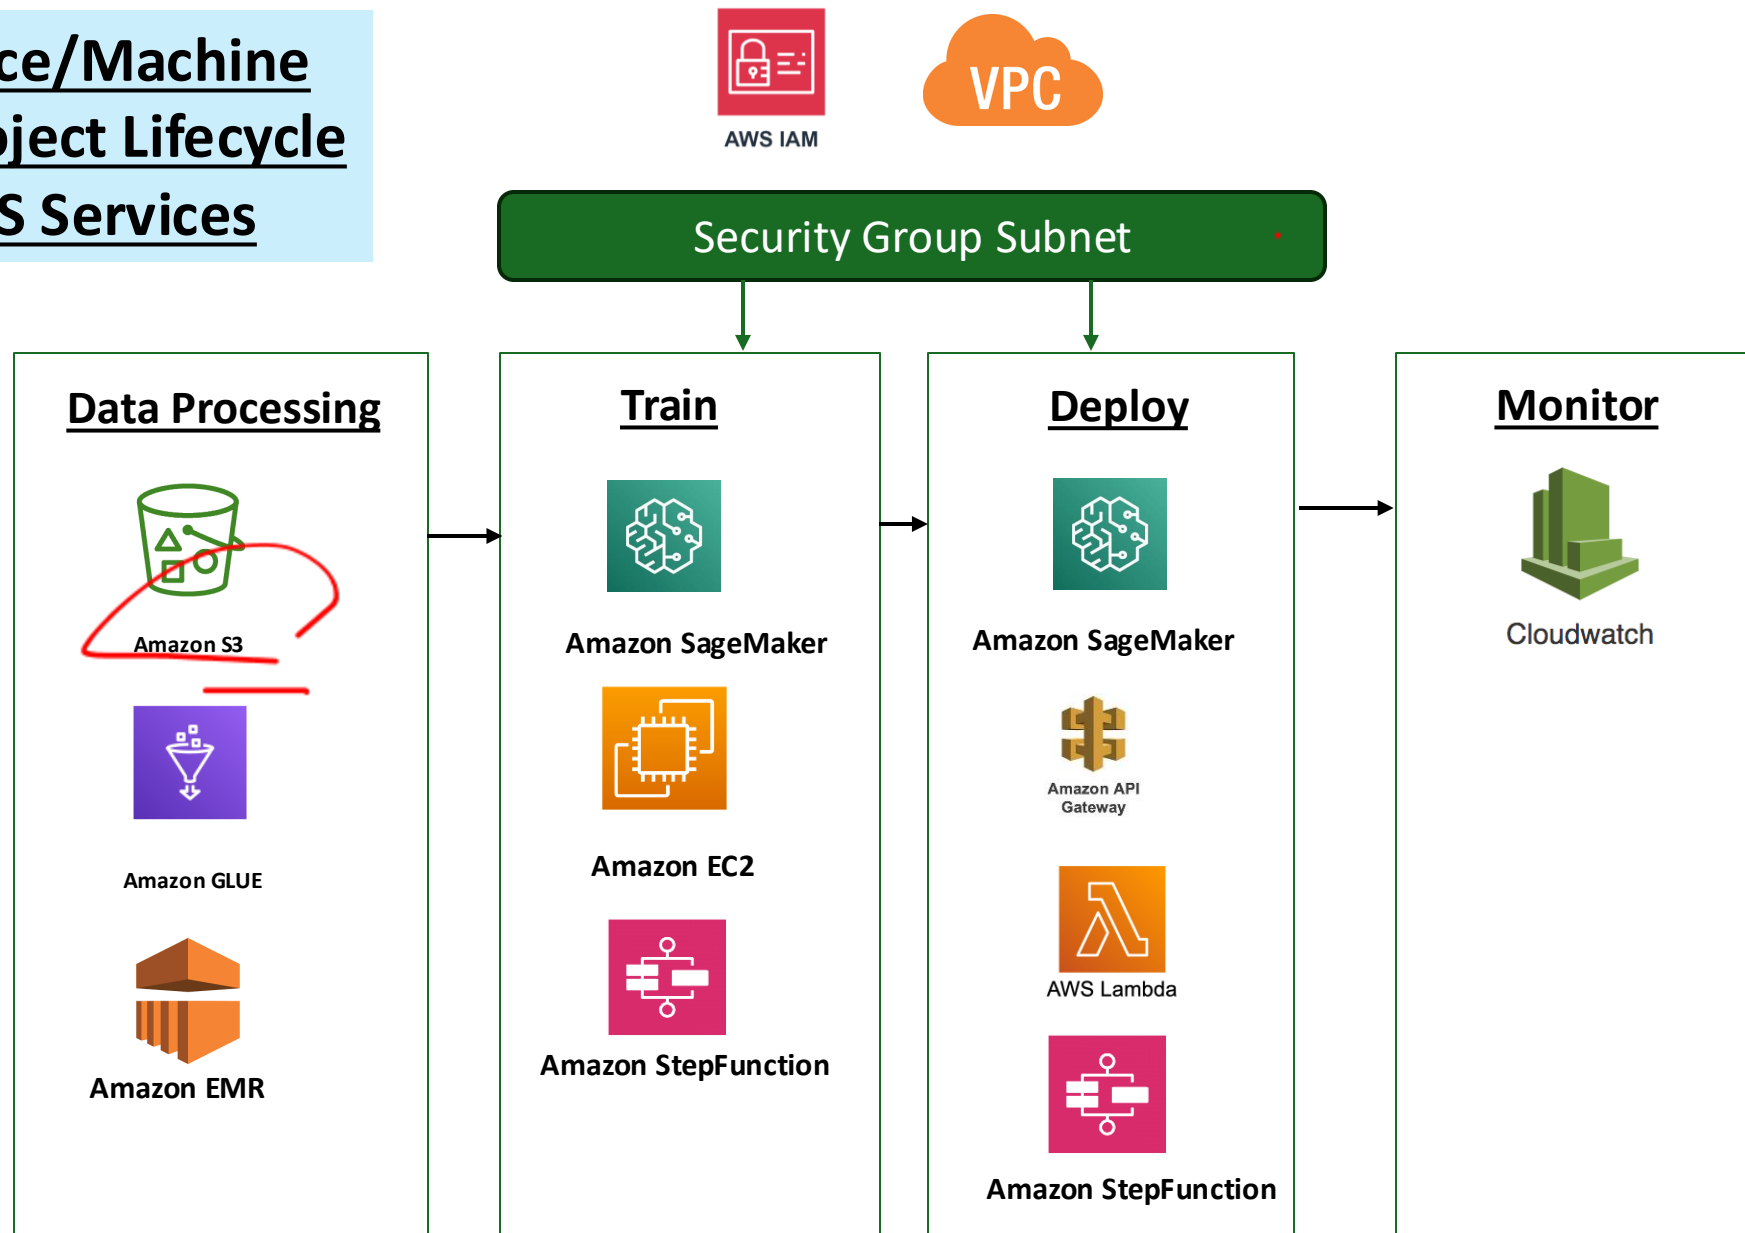 ce/Machine
oject Lifecycle
S Services
AWS IAM
VPC
Security Group Subnet
Data Processing
Amazon S3
Amazon GLUE
Amazon EMR
Train
Amazon SageMaker
Amazon EC2
Amazon StepFunction
Deploy
Amazon SageMaker
Amazon API
Gateway
AWS Lambda
Amazon StepFunction
Monitor
Cloudwatch